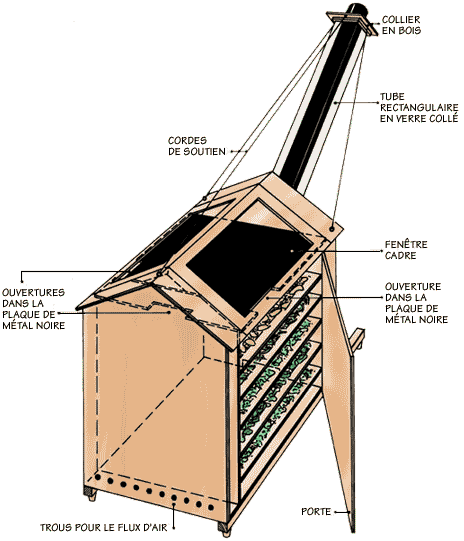 COLLIER
EN BOIS
TUBE
RECTANGULAIRE
EN VERRE COLLÉ
CORDES
DE SOUTIEN
FENÊTRE
CADRE
OUVERTURES
DANS LA
PLAQUE DE
MÉTAL NOIRE
OUVERTURE
DANS LA
PLAQUE DE
MÉTAL NOIRE
PORTE
TROUS POUR LE FLUX D'AIR